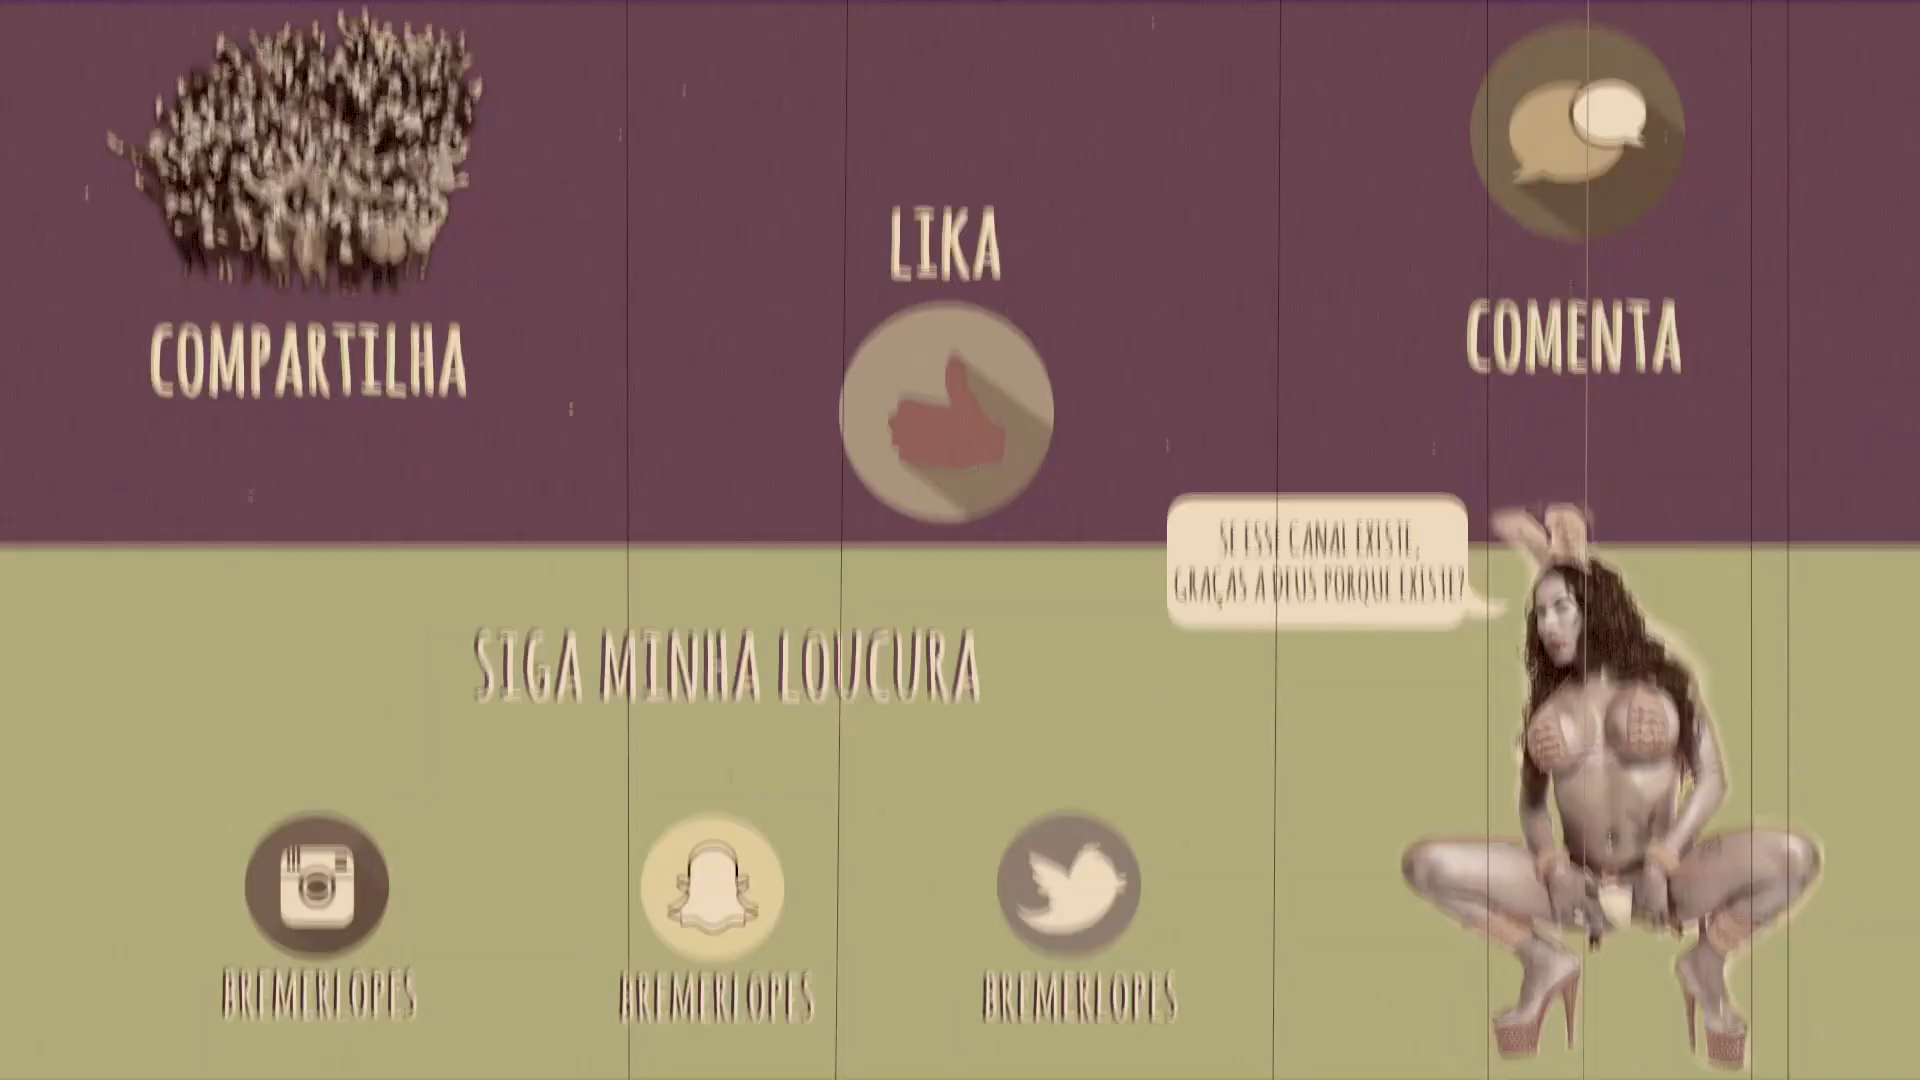 COMPARTILHA
LIKA
COMENTA
SE ESSE CANAL EXISTE,
GRAÇAS A DEUS PORQUE EXISTE?
SIGA MINHA LOUCURA
BREMERLOPES
BREMERLOPES
BREMERLOPES